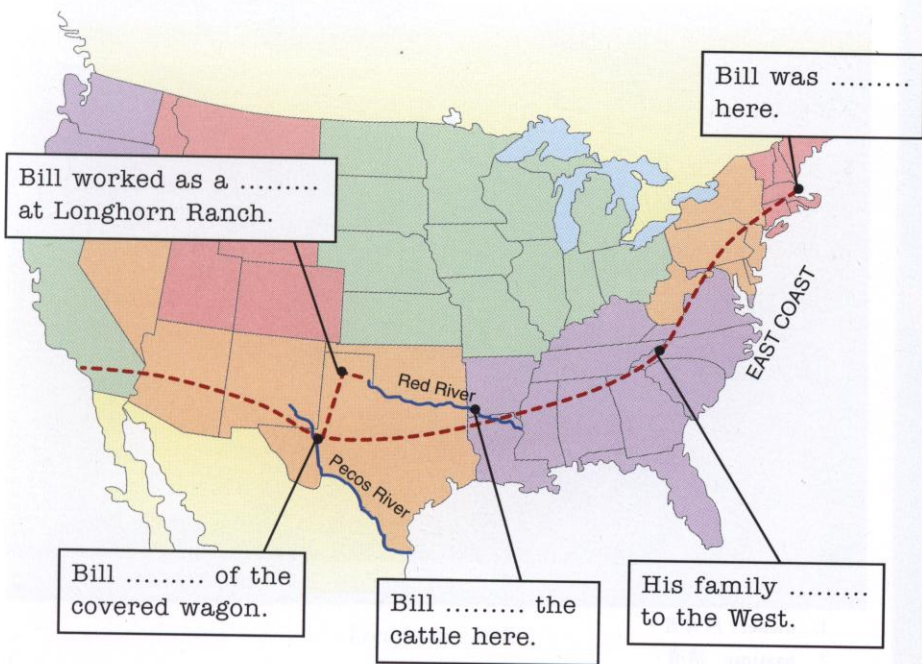 Bill was .........
here.
Bill worked as a .........
at Longhorn Ranch.
EAST COAST
Red River
Pecos River
Bill ......... of the
covered wagon.
Bill ......... the
cattle here.
His family .........
to the West.